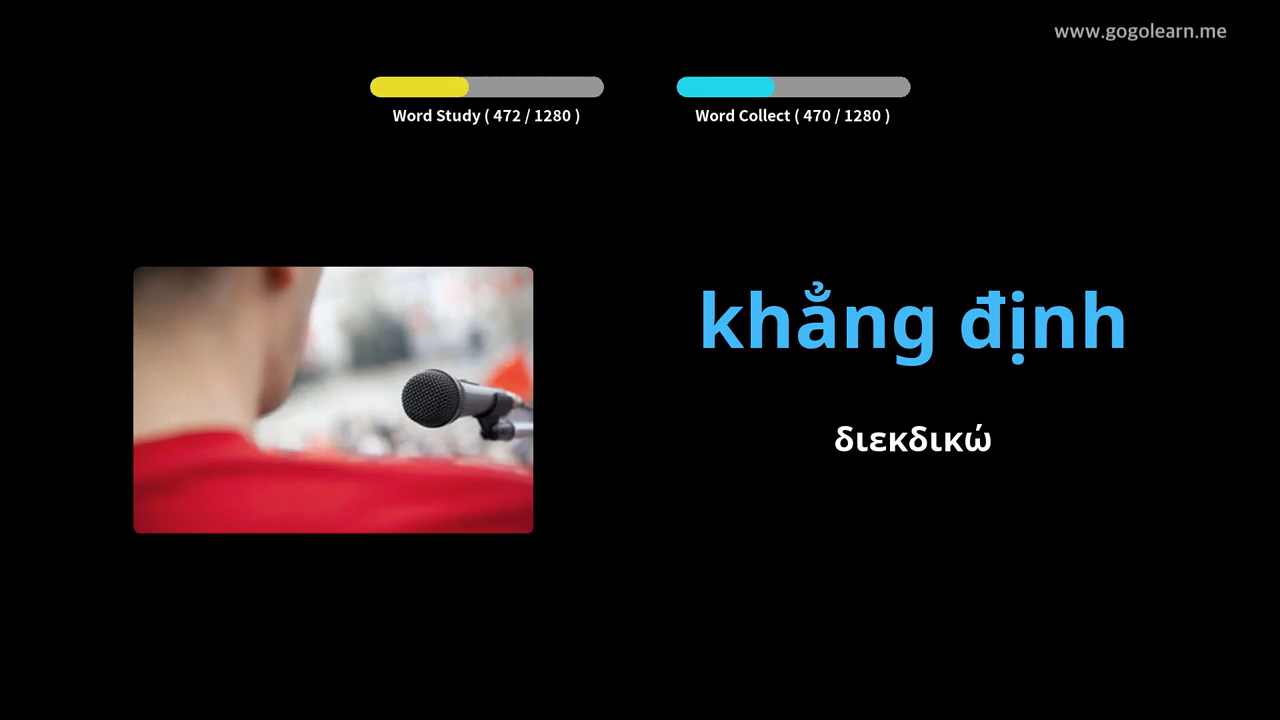 www.gogolearn.me
Word Study ( 472 / 1280 )
Word Collect ( 470 / 1280 )
khẳng định
διεκδικώ